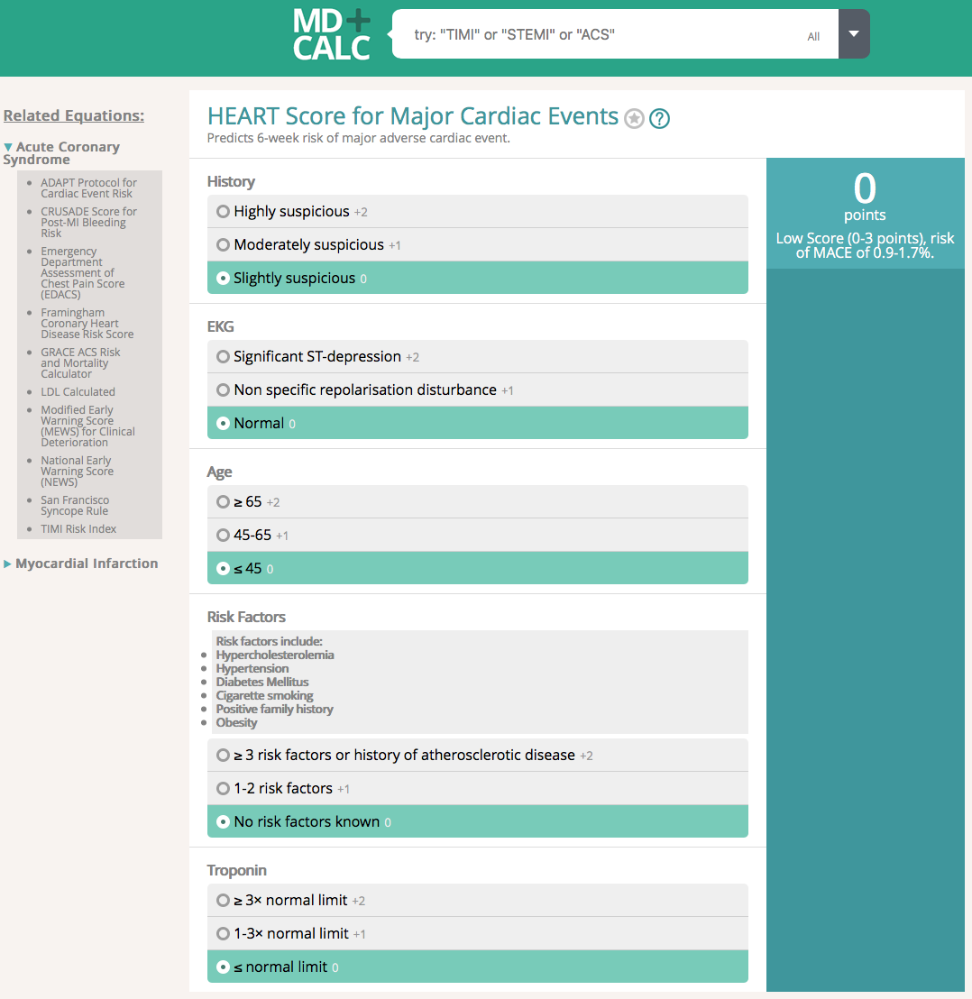 MD+
CALC
try: "TIMI" or "STEMI" or "ACS"
All
Related Equations:
Acute Coronary
Syndrome
ADAPT Protocol for
Cardiac Event Risk
CRUSADE Score for
Post-MI Bleeding
Risk
Emergency
Department
Assessment of
Chest Pain Score
(EDACS)
Framingham
Coronary Heart
Disease Risk Score
GRACE ACS Risk
and Mortality
Calculator
LDL Calculated
Modified Early
Warning Score
(MEWS) for Clinical
Deterioration
National Early
Warning Score
(NEWS)
San Francisco
Syncope Rule
TIMI Risk Index
Myocardial Infarction
HEART Score for Major Cardiac Events ?
Predicts 6-week risk of major adverse cardiac event.
History
Highly suspicious +2
Moderately suspicious +1
Slightly suspicious 0
EKG
Significant ST-depression +2
Non specific repolarisation disturbance +1
Normal 0
Age
≥ 65 +2
45-65 +1
≤ 45 0
Risk Factors
Risk factors include:
Hypercholesterolemia
Hypertension
Diabetes Mellitus
Cigarette smoking
Positive family history
Obesity
≥ 3 risk factors or history of atherosclerotic disease +2
1-2 risk factors +1
No risk factors known 0
Troponin
≥ 3× normal limit +2
1-3× normal limit +1
≤ normal limit 0
0
points
Low Score (0-3 points), risk
of MACE of 0.9-1.7%.